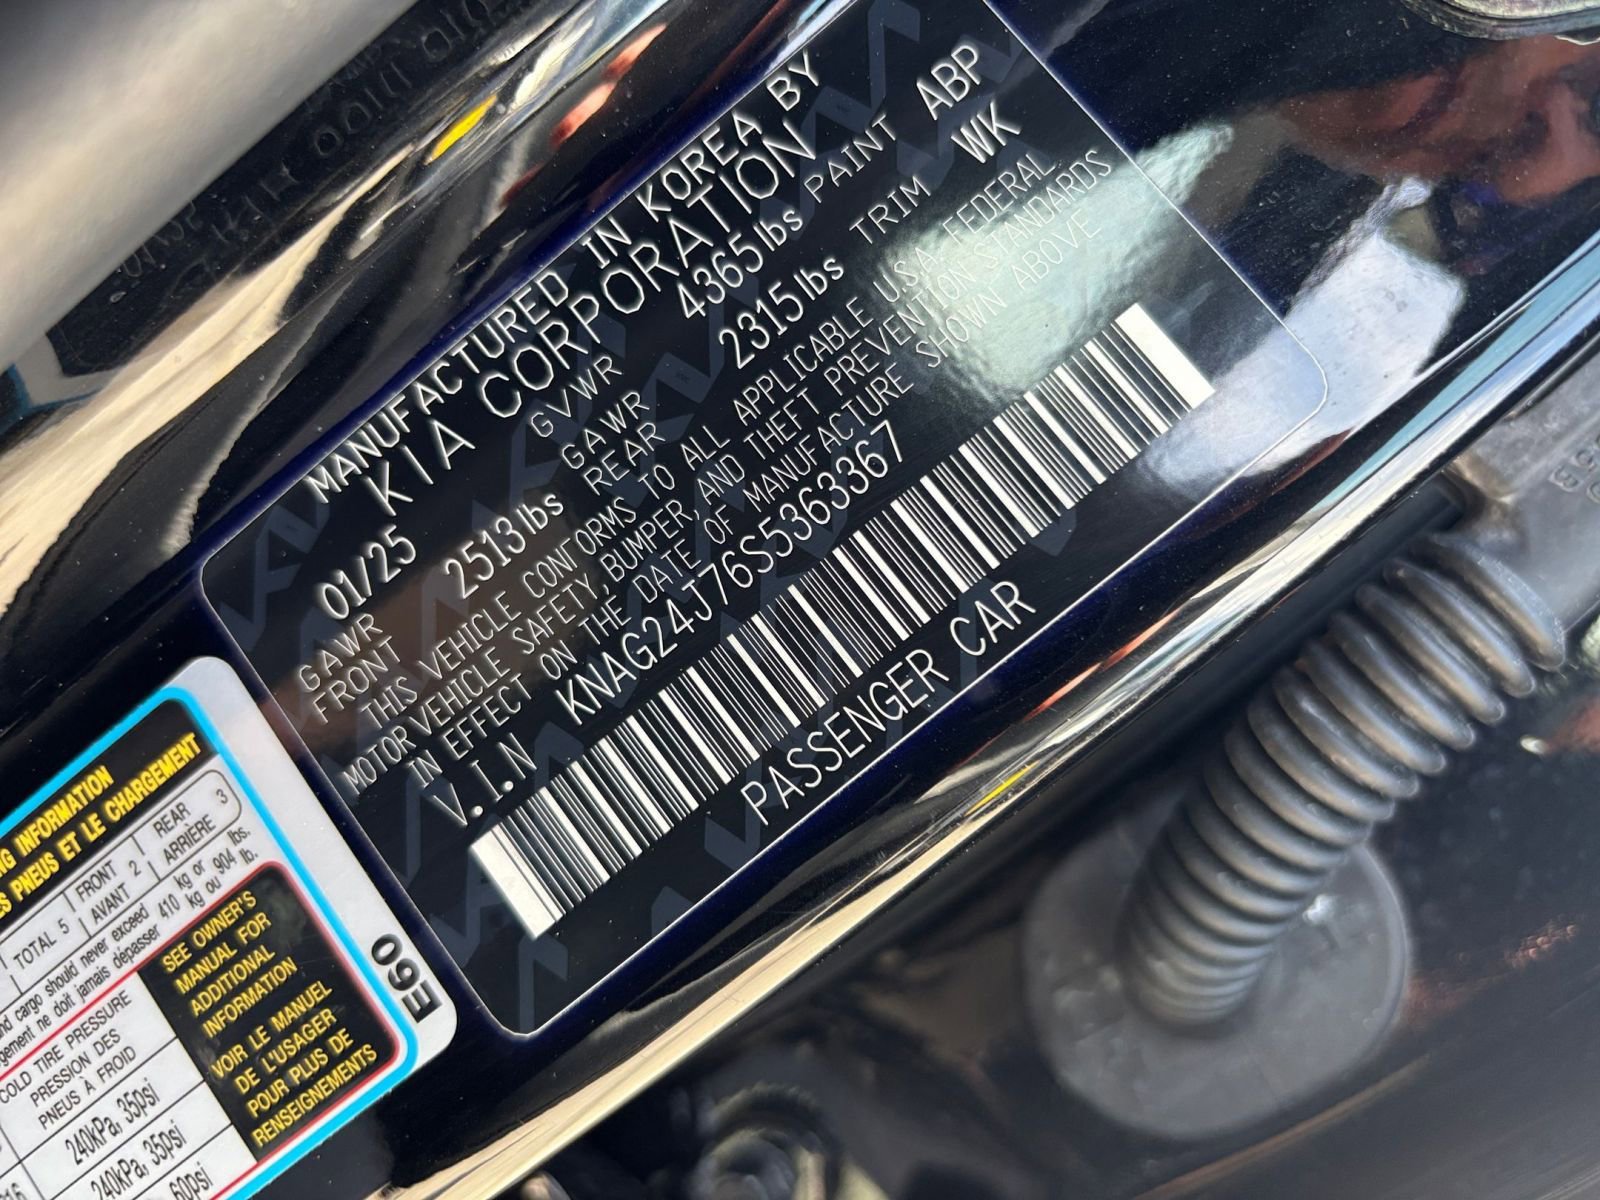 MANUFACTURED IN KOREA BY
KIA CORPORATION
01/25 GVWR 4365lbs PAINT ABP
GAWR FRONT 2513lbs GAWR REAR 2315lbs TRIM WK
THIS VEHICLE CONFORMS TO ALL APPLICABLE U.S.A. FEDERAL
MOTOR VEHICLE SAFETY, BUMPER, AND THEFT PREVENTION STANDARDS
IN EFFECT ON THE DATE OF MANUFACTURE SHOWN ABOVE
V.I.N KNAG24J76S5363367
PASSENGER CAR
INFORMATION
PNEUS ET LE CHARGEMENT
TOTAL 5 FRONT AVANT 2 REAR ARRIÈRE 3
cargo should never exceed 410 kg or 904 lbs.
ne doit jamais dépasser 410 kg ou 904 lb.
COLD TIRE PRESSURE
PRESSION DES
PNEUS À FROID
240kPa, 35psi
240kPa, 35psi
60psi
SEE OWNER'S
MANUAL FOR
ADDITIONAL
INFORMATION
VOIR LE MANUEL
DE L'USAGER
POUR PLUS DE
RENSEIGNEMENTS
E60